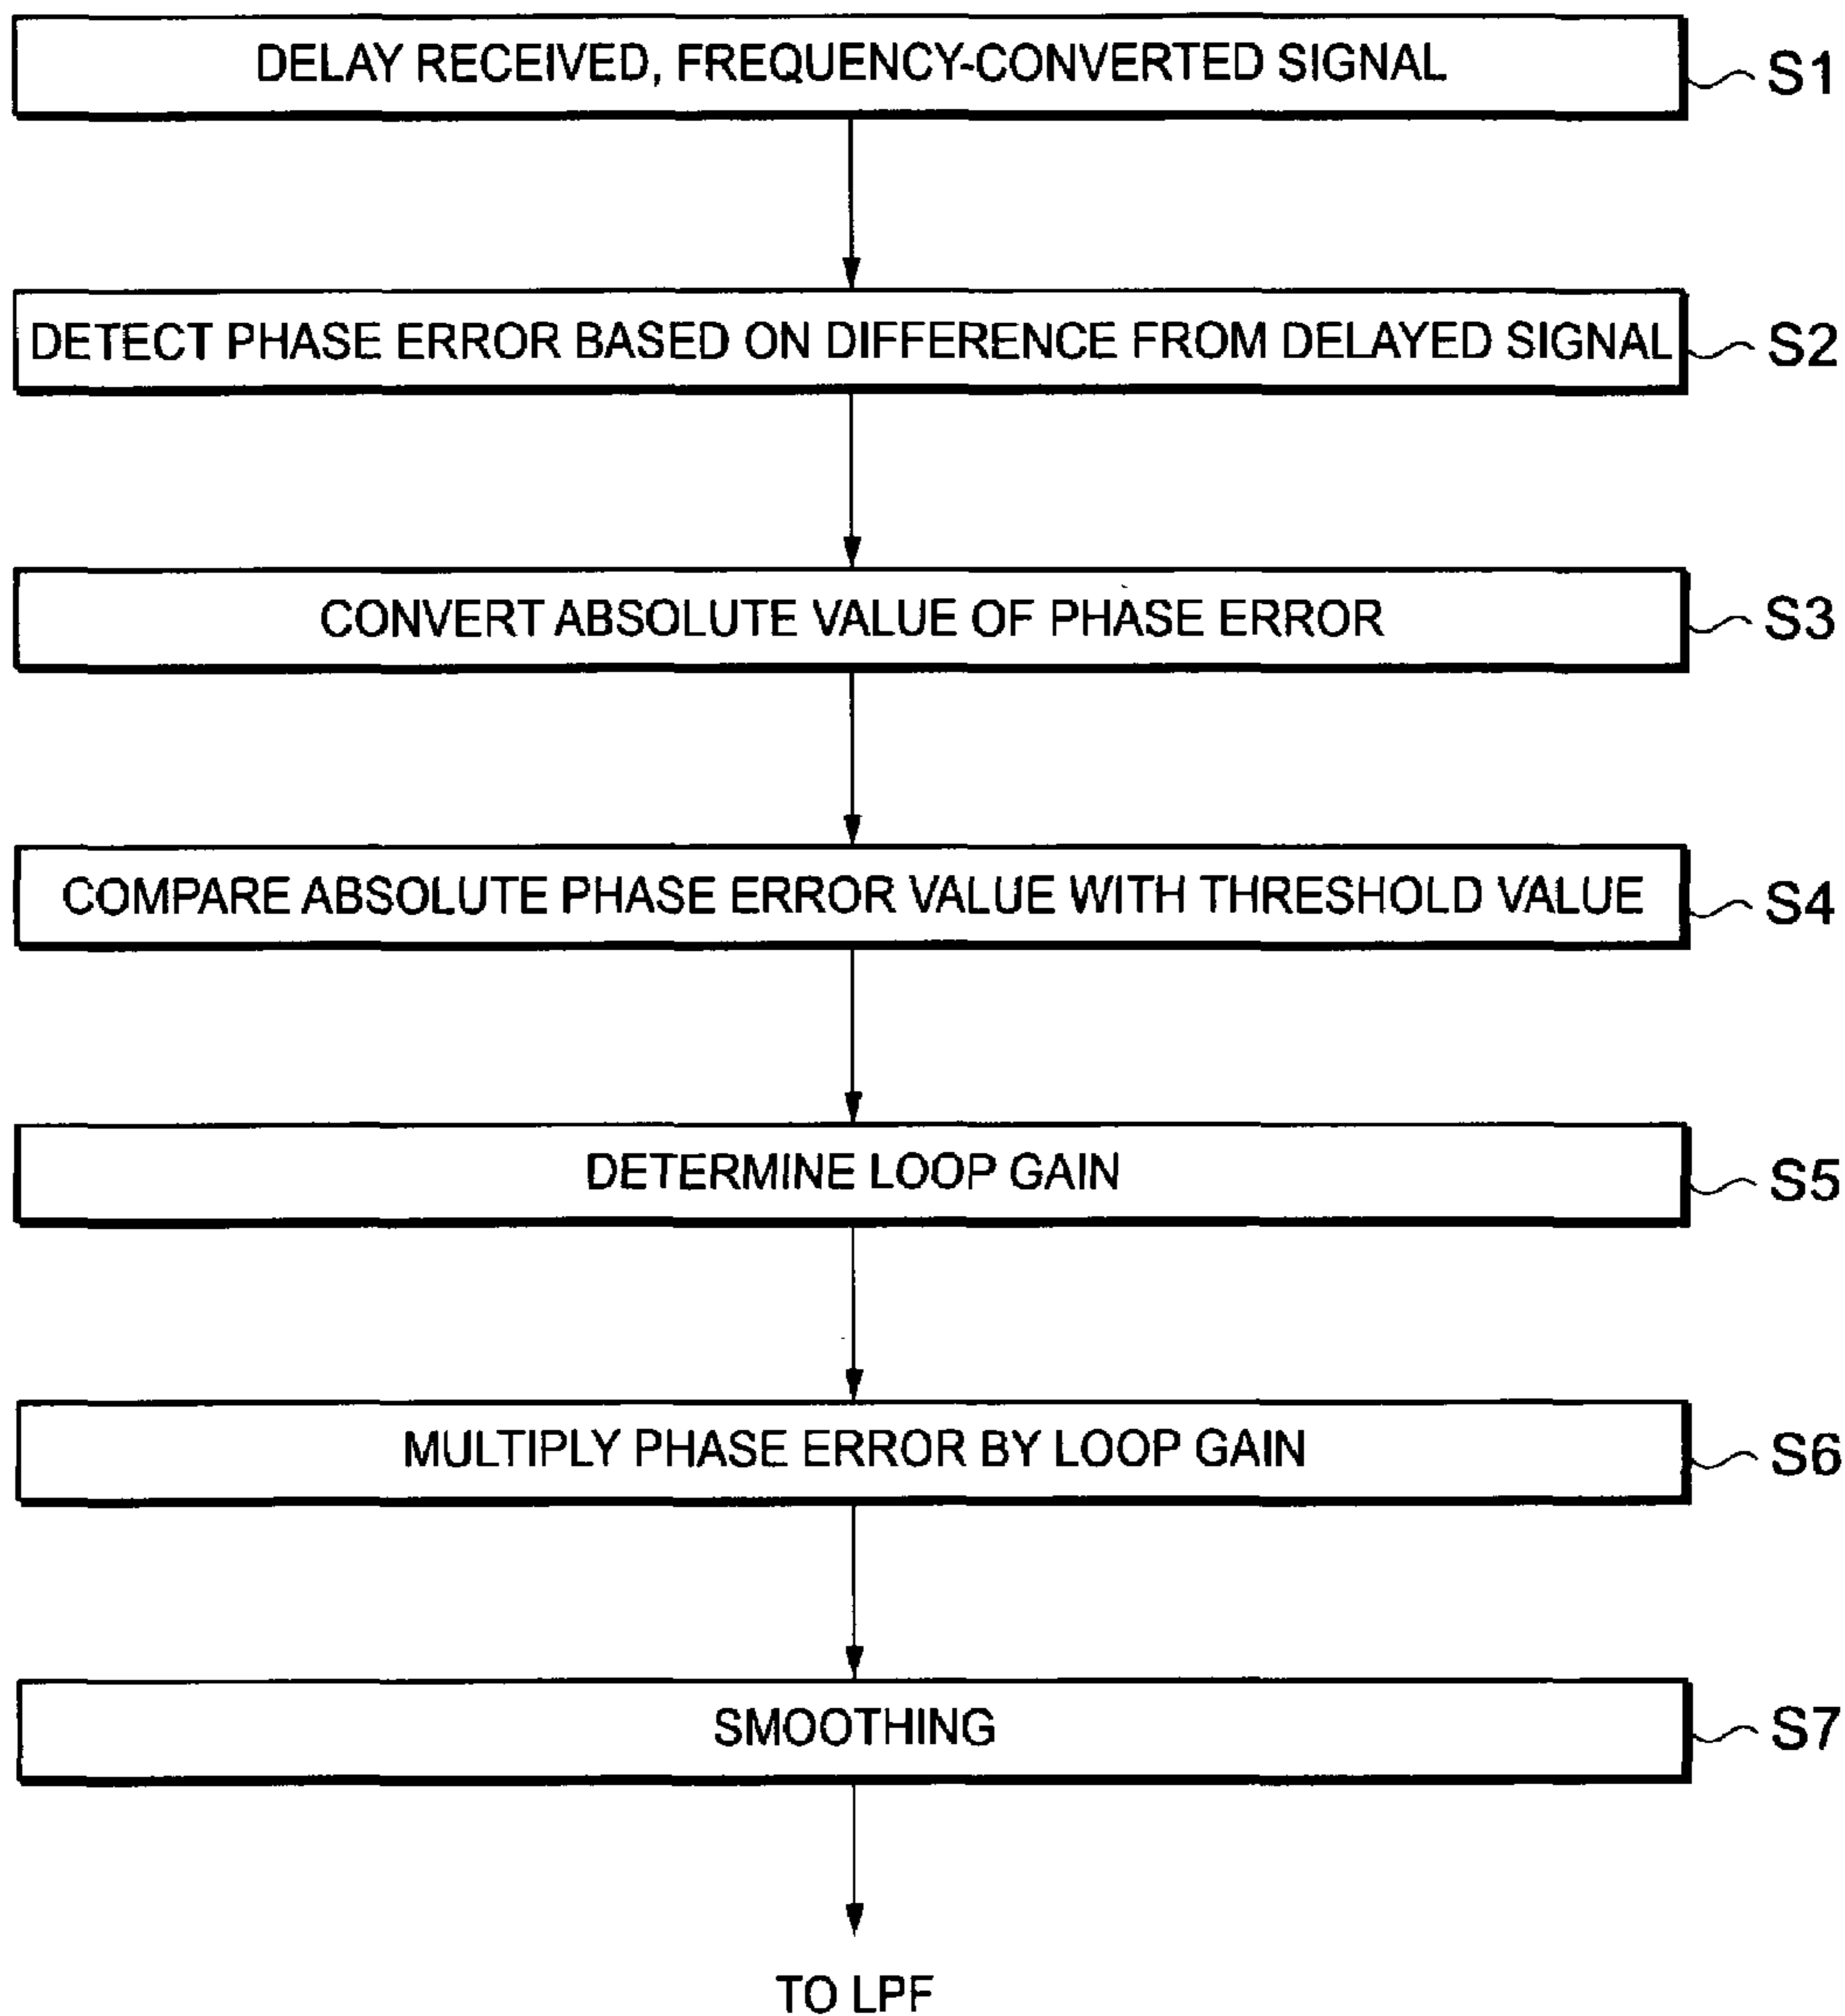 DELAY RECEIVED, FREQUENCY-CONVERTED SIGNAL S1
DETECT PHASE ERROR BASED ON DIFFERENCE FROM DELAYED SIGNAL S2
CONVERT ABSOLUTE VALUE OF PHASE ERROR S3
COMPARE ABSOLUTE PHASE ERROR VALUE WITH THRESHOLD VALUE S4
DETERMINE LOOP GAIN S5
MULTIPLY PHASE ERROR BY LOOP GAIN S6
SMOOTHING S7
TO LPF